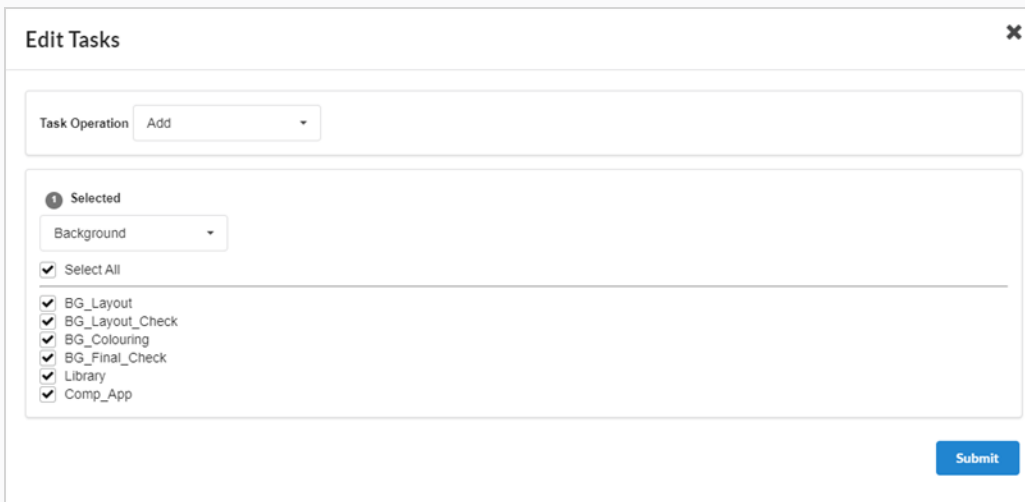 Edit Tasks
Task Operation Add
1 Selected
Background
Select All
BG_Layout
BG_Layout_Check
BG_Colouring
BG_Final_Check
Library
Comp_App
Submit